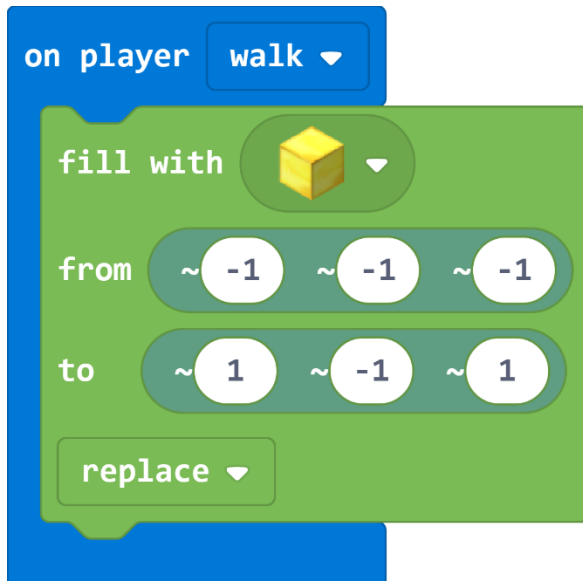 on player walk
fill with
from ~ -1 ~ -1 ~ -1
to ~ 1 ~ -1 ~ 1
replace